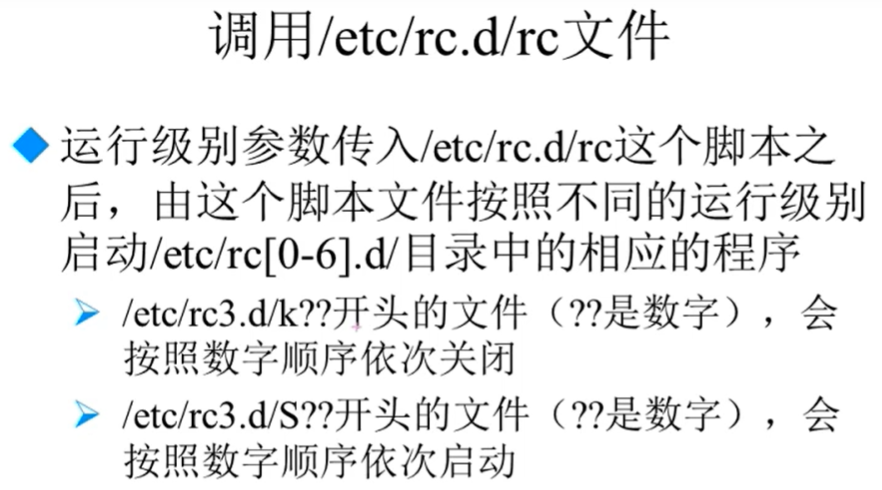 调用/etc/rc.d/rc文件
运行级别参数传入/etc/rc.d/rc这个脚本之
后，由这个脚本文件按照不同的运行级别
启动/etc/rc[0-6].d/目录中的相应的程序
/etc/rc3.d/k??开头的文件（??是数字），会
按照数字顺序依次关闭
/etc/rc3.d/S??开头的文件（??是数字），会
按照数字顺序依次启动